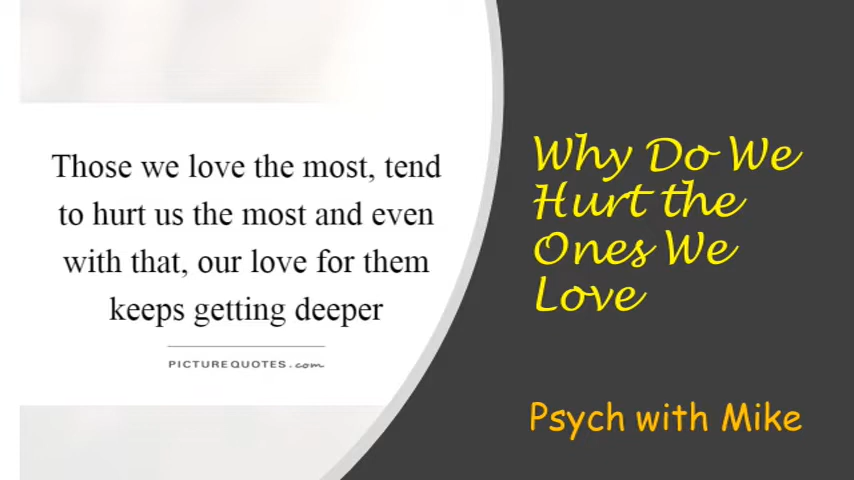 Those we love the most, tend
to hurt us the most and even
with that, our love for them
keeps getting deeper
PICTUREQUOTES.com
Why Do We
Hurt the
Ones We
Love
Psych with Mike